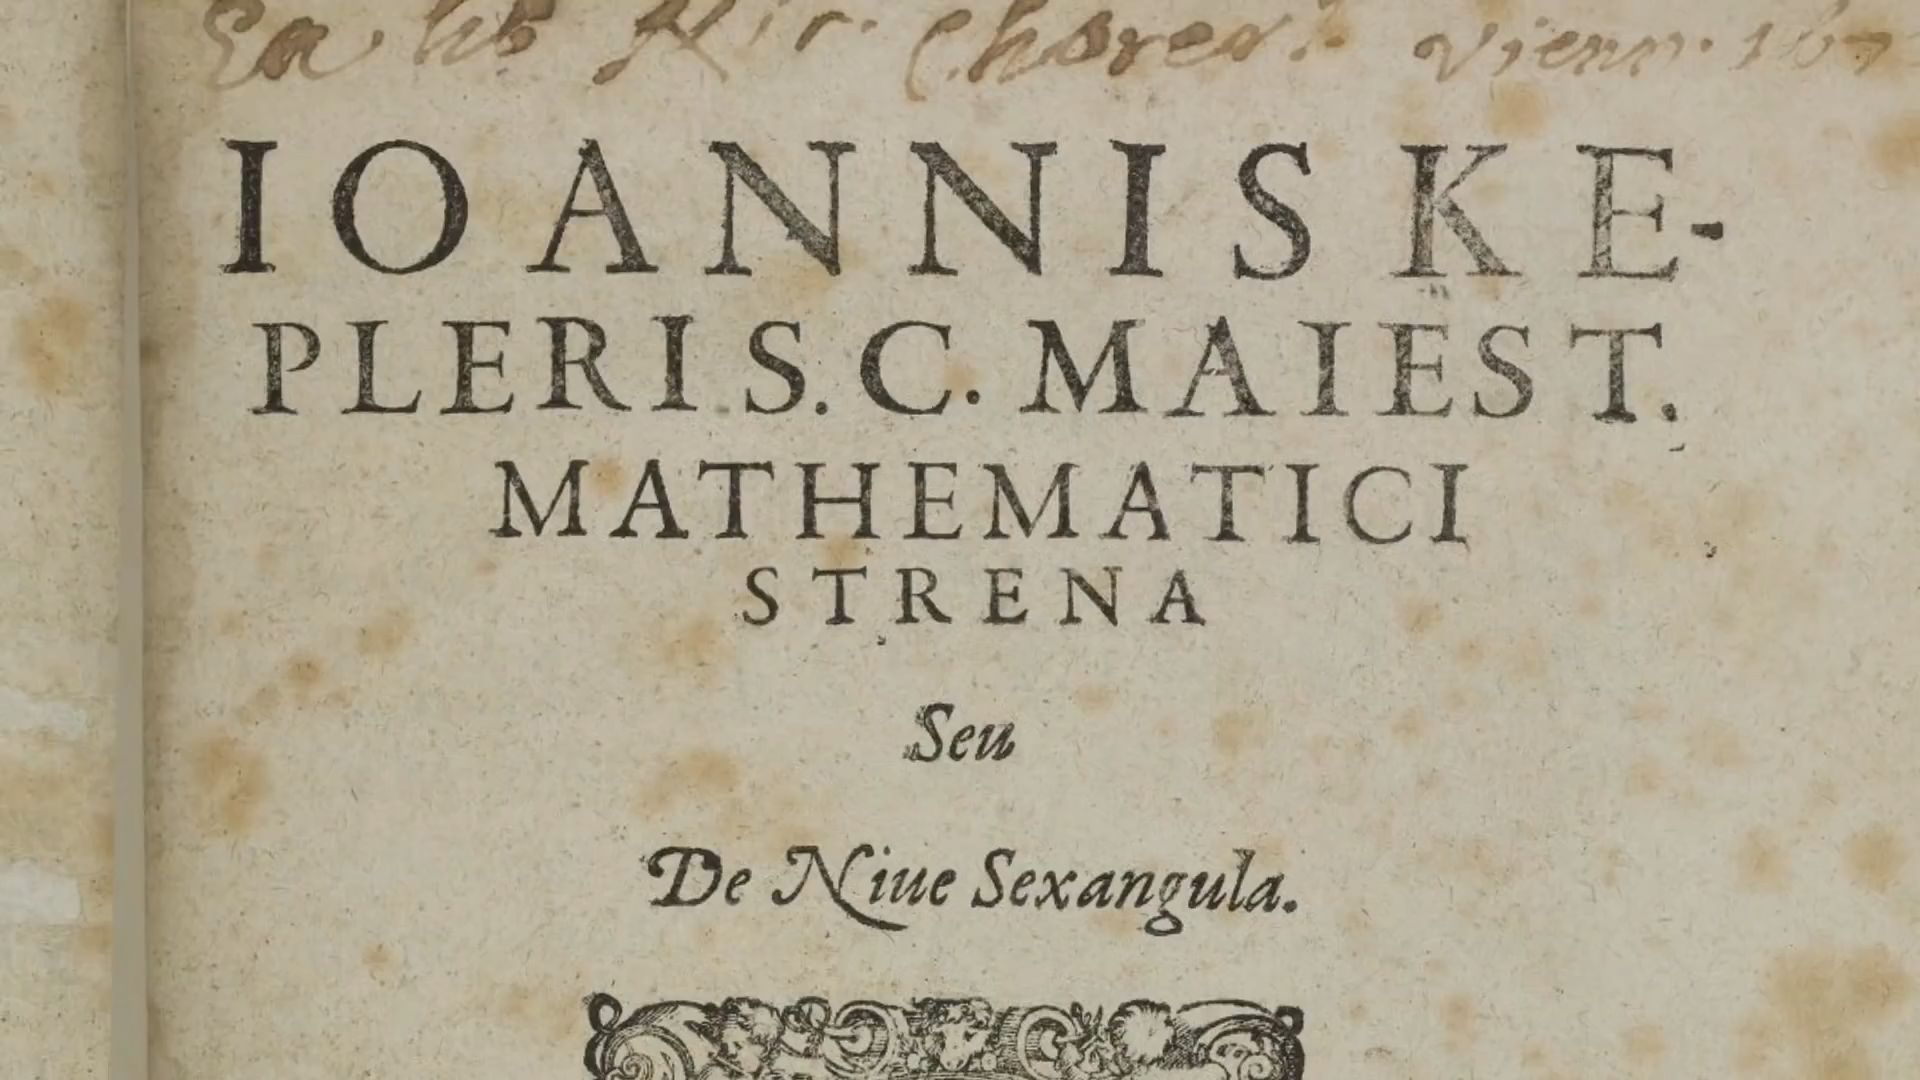 IOANNIS KE-
PLERI S.C. MAIEST.
MATHEMATICI
STRENA
Seu
De Niue Sexangula.